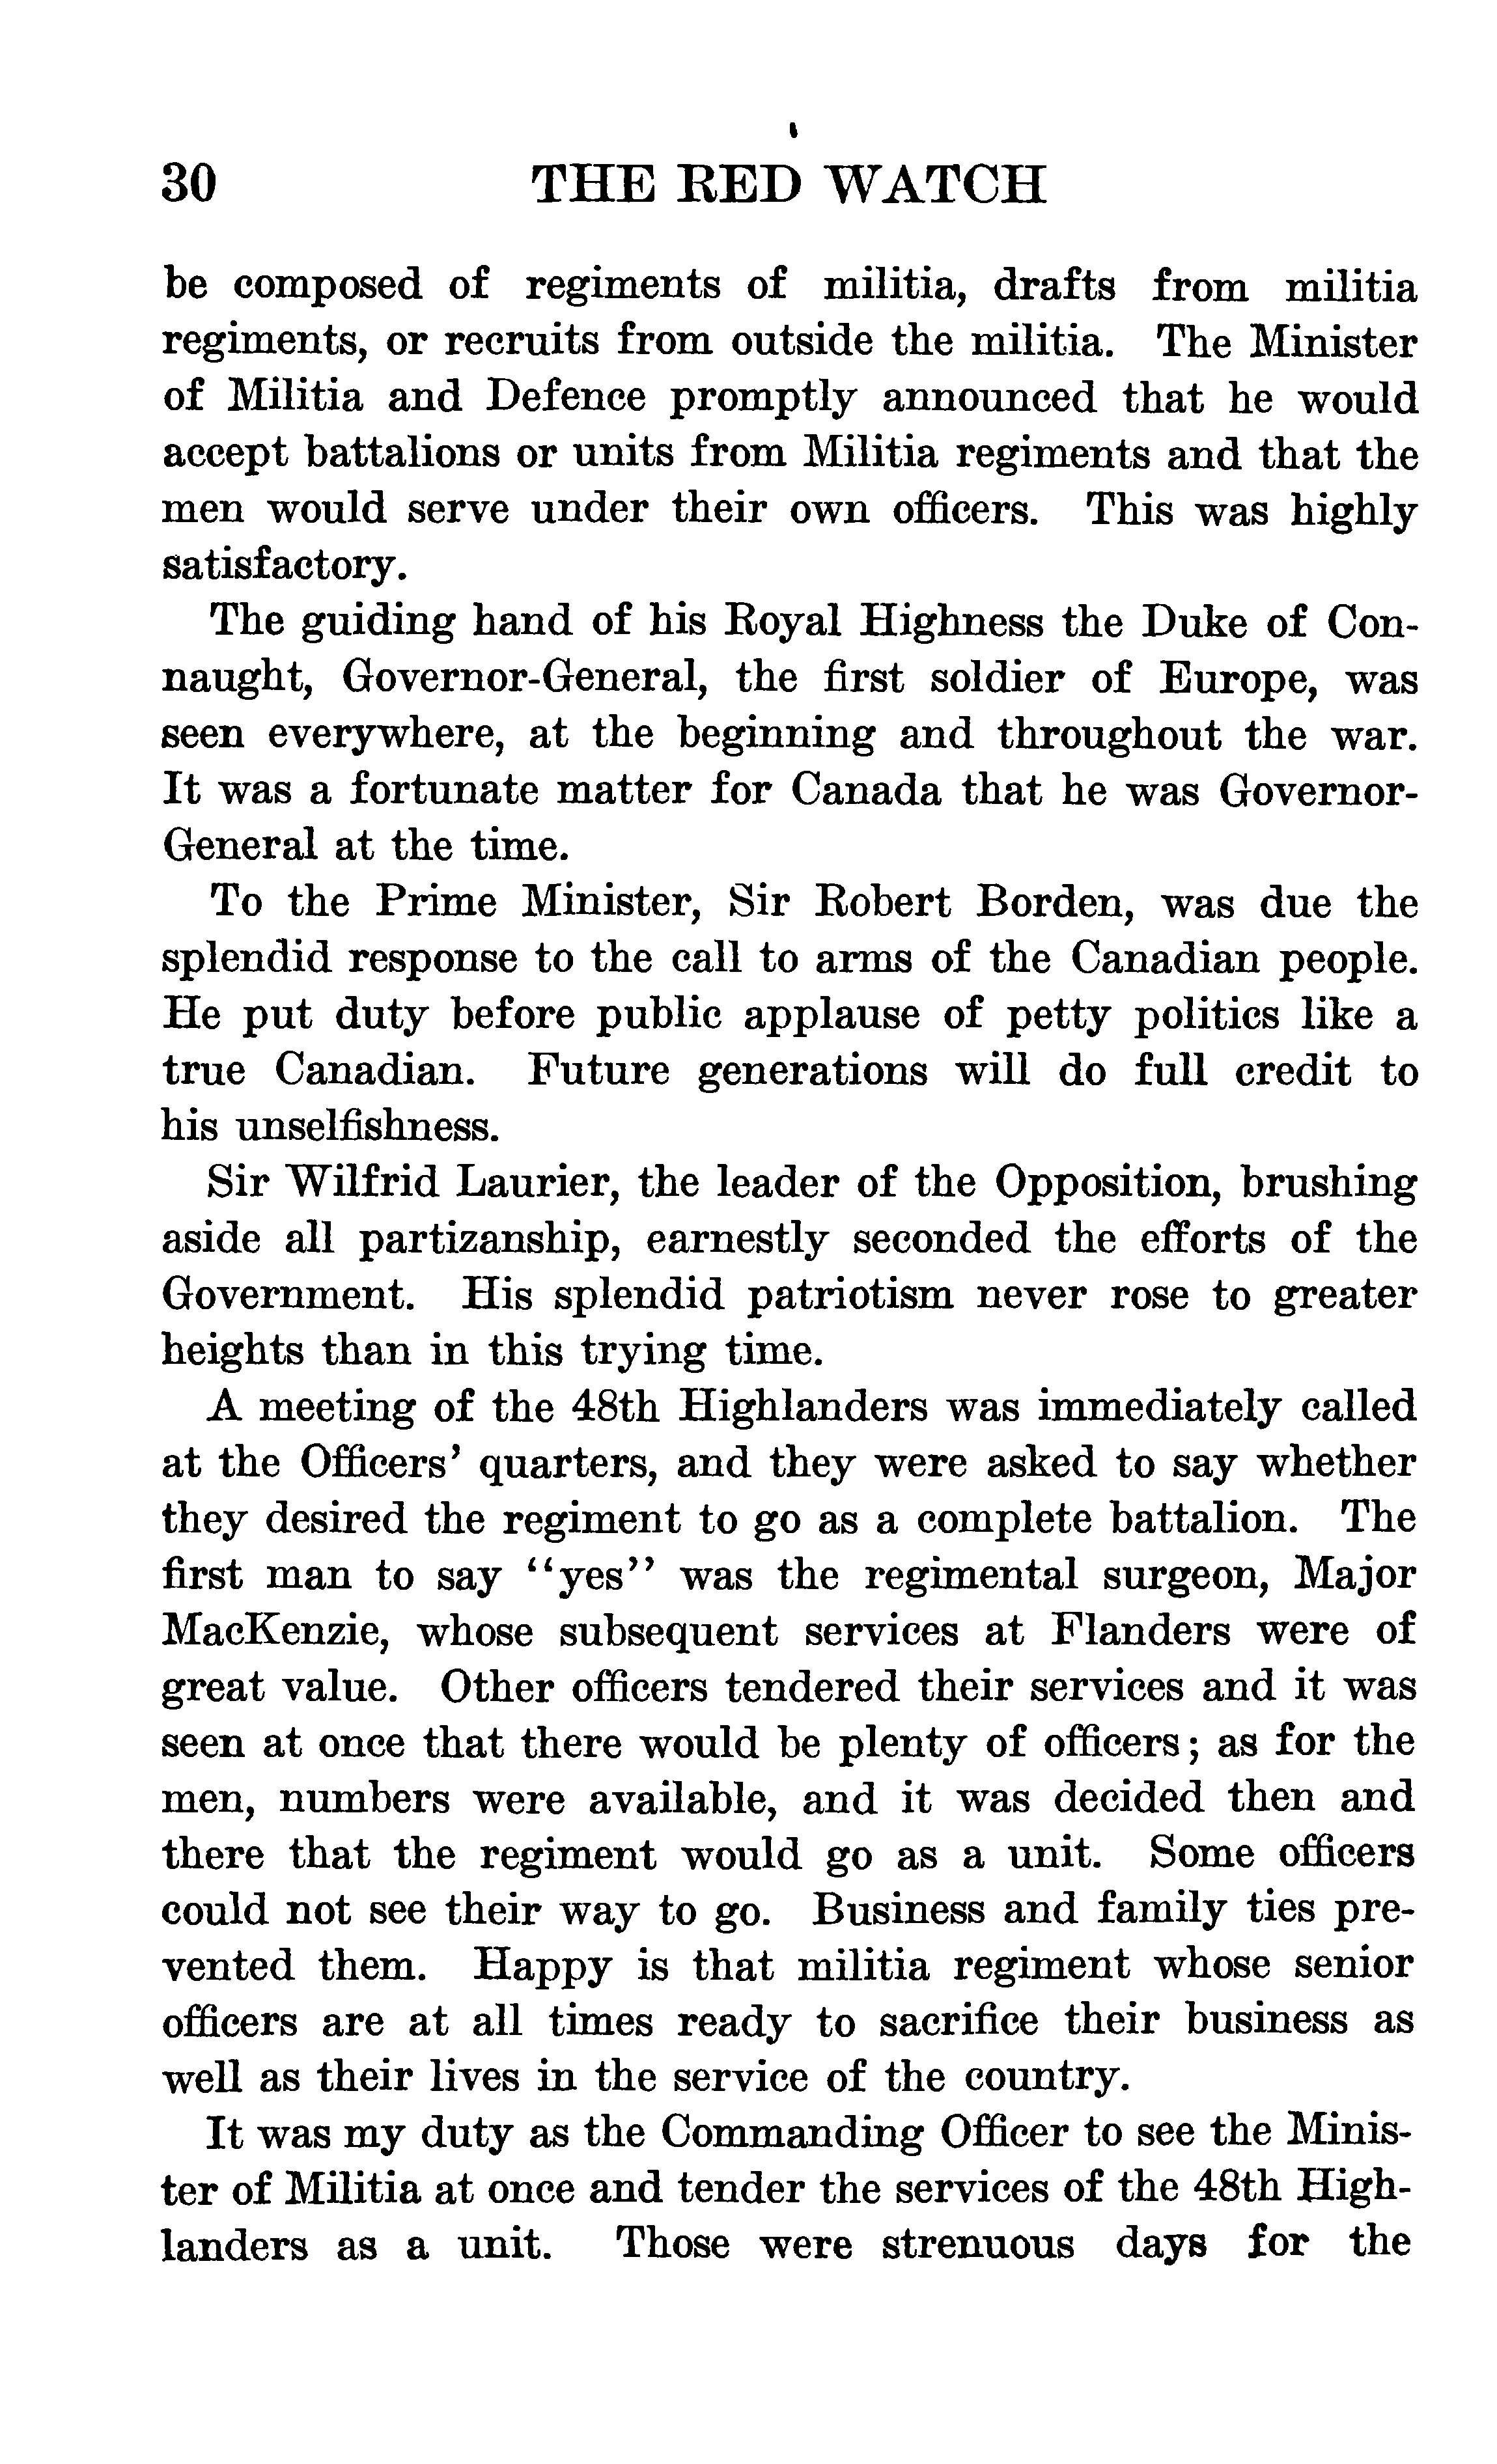 30 THE RED WATCH
be composed of regiments of militia, drafts from militia
regiments, or recruits from outside the militia. The Minister
of Militia and Defence promptly announced that he would
accept battalions or units from Militia regiments and that the
men would serve under their own officers. This was highly
satisfactory.
The guiding hand of his Royal Highness the Duke of Con-
naught, Governor-General, the first soldier of Europe, was
seen everywhere, at the beginning and throughout the war.
It was a fortunate matter for Canada that he was Governor-
General at the time.
To the Prime Minister, Sir Robert Borden, was due the
splendid response to the call to arms of the Canadian people.
He put duty before public applause of petty politics like a
true Canadian. Future generations will do full credit to
his unselfishness.
Sir Wilfrid Laurier, the leader of the Opposition, brushing
aside all partizanship, earnestly seconded the efforts of the
Government. His splendid patriotism never rose to greater
heights than in this trying time.
A meeting of the 48th Highlanders was immediately called
at the Officers' quarters, and they were asked to say whether
they desired the regiment to go as a complete battalion. The
first man to say "yes" was the regimental surgeon, Major
MacKenzie, whose subsequent services at Flanders were of
great value. Other officers tendered their services and it was
seen at once that there would be plenty of officers; as for the
men, numbers were available, and it was decided then and
there that the regiment would go as a unit. Some officers
could not see their way to go. Business and family ties pre-
vented them. Happy is that militia regiment whose senior
officers are at all times ready to sacrifice their business as
well as their lives in the service of the country.
It was my duty as the Commanding Officer to see the Minis-
ter of Militia at once and tender the services of the 48th High-
landers as a unit. Those were strenuous days for the